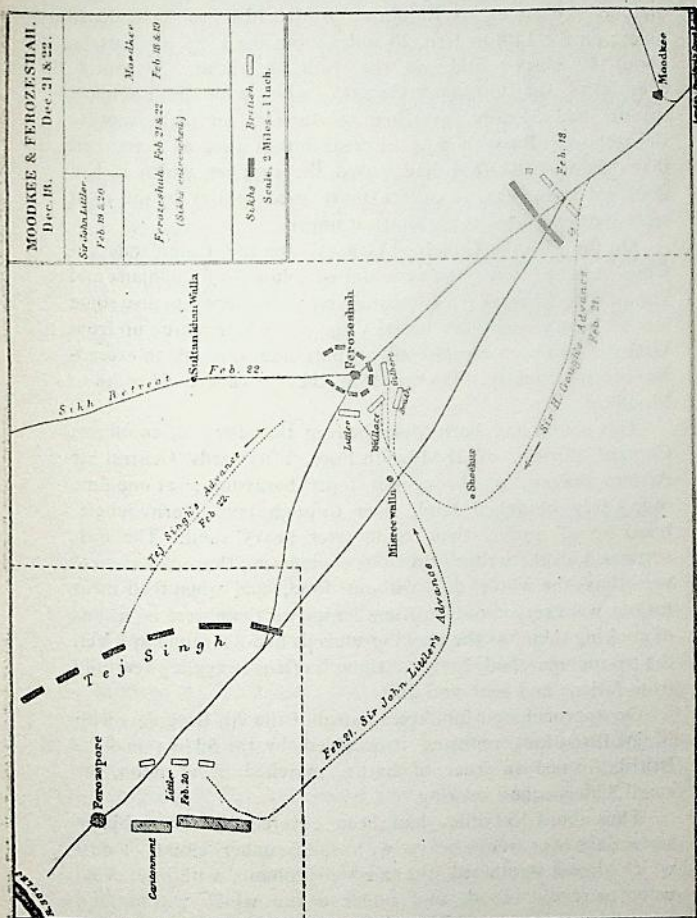 MOODKEE & FEROZESHAH.
Dec. 18.
Dec. 21 & 22.
Sir John Littler.
Feb. 19 & 20
Moodkee
Feb 18 & 19
Ferozeshah. Feb 21 & 22
(Sikhs entrenched)
Sikhs
British
Scale. 2 Miles = 1 Inch.
Moodkee
Feb. 18.
Sultan Khan Walla
Sikh Retreat
Feb. 22.
Ferozeshah
Littler
Wallace
Gilbert
Smith
Tej Singh's Advance
Feb 22.
Misreewalla
Shookur
Sir H. Gough's Advance
Feb. 21.
Tej Singh
Feb. 21. Sir John Littler's Advance
Ferozepore
Littler
Feb. 20.
Cantonment
R. SUTLEJ